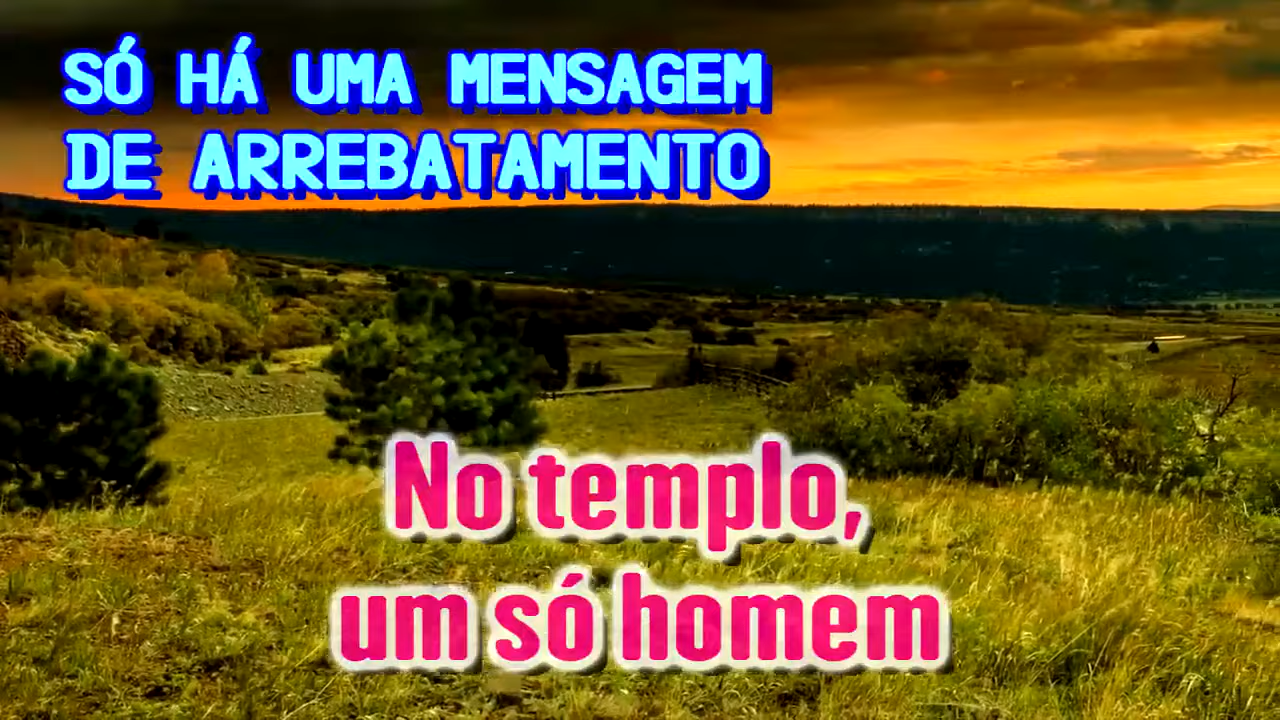 SÓ HÁ UMA MENSAGEM
DE ARREBATAMENTO
No templo,
um só homem